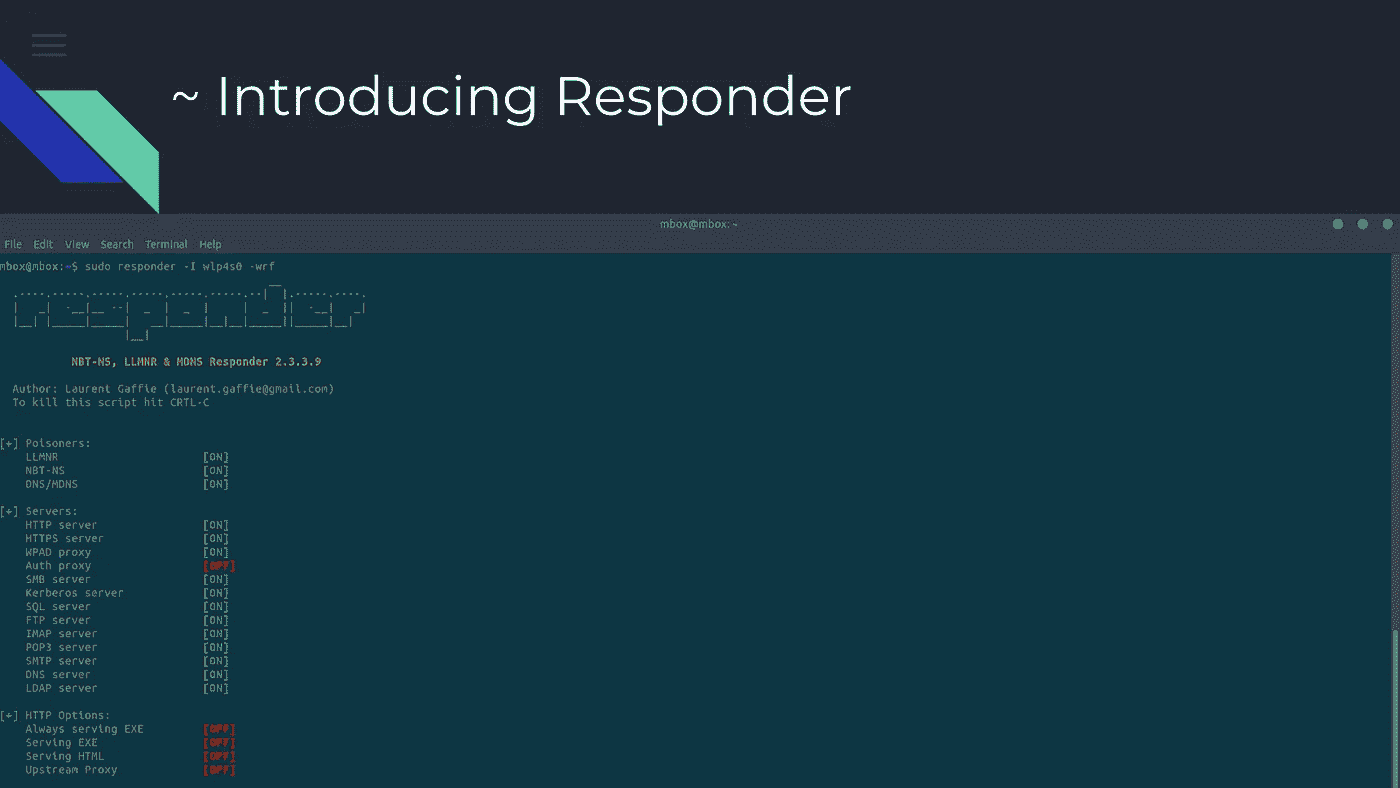 ~ Introducing Responder
mbox@mbox: ~
File Edit View Search Terminal Help
mbox@mbox:~$ sudo responder -I wlp4s0 -wrf
NBT-NS, LLMNR & MDNS Responder 2.3.3.9
Author: Laurent Gaffie (laurent.gaffie@gmail.com)
To kill this script hit CRTL-C
[+] Poisoners:
LLMNR [ON]
NBT-NS [ON]
DNS/MDNS [ON]
[+] Servers:
HTTP server [ON]
HTTPS server [ON]
WPAD proxy [ON]
Auth proxy [OFF]
SMB server [ON]
Kerberos server [ON]
SQL server [ON]
FTP server [ON]
IMAP server [ON]
POP3 server [ON]
SMTP server [ON]
DNS server [ON]
LDAP server [ON]
[+] HTTP Options:
Always serving EXE [OFF]
Serving EXE [OFF]
Serving HTML [OFF]
Upstream Proxy [OFF]